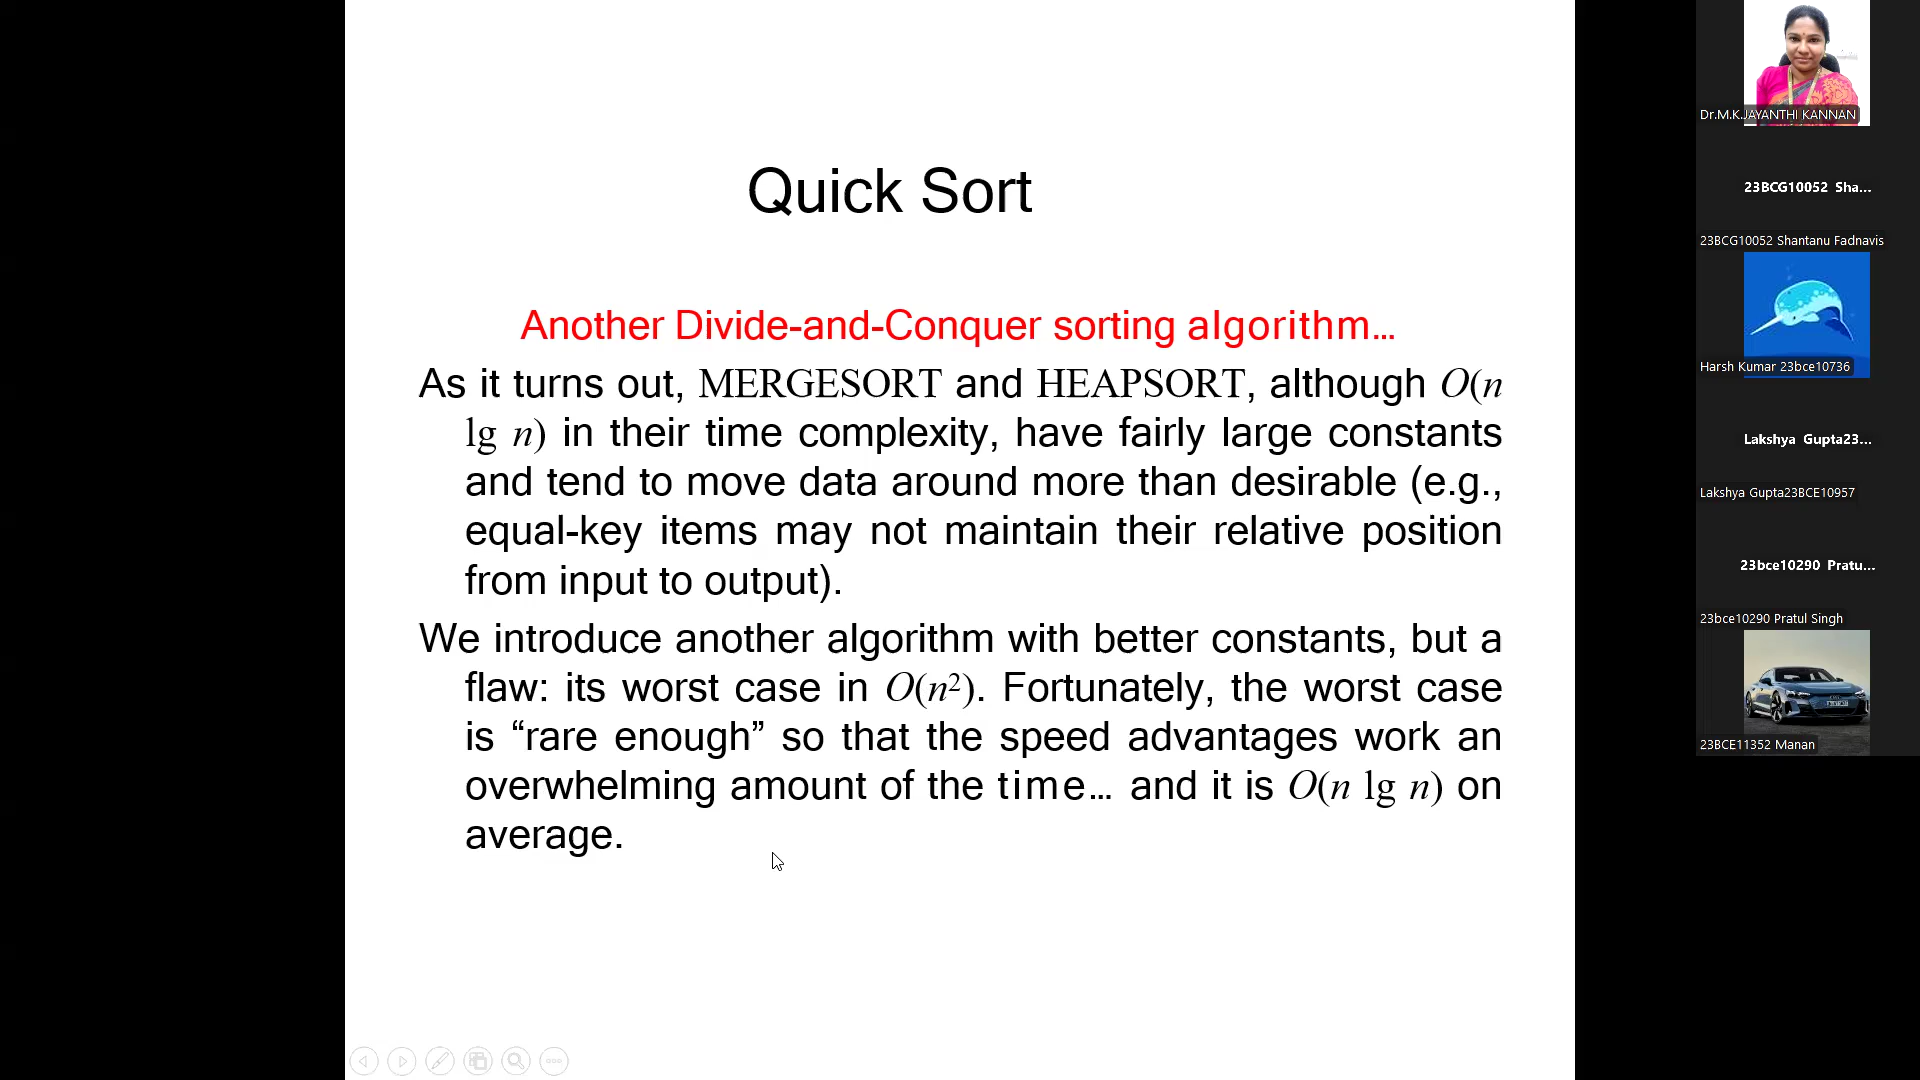 Quick Sort
Another Divide-and-Conquer sorting algorithm…
As it turns out, MERGESORT and HEAPSORT, although O(n
lg n) in their time complexity, have fairly large constants
and tend to move data around more than desirable (e.g.,
equal-key items may not maintain their relative position
from input to output).
We introduce another algorithm with better constants, but a
flaw: its worst case in O(n²). Fortunately, the worst case
is “rare enough” so that the speed advantages work an
overwhelming amount of the time… and it is O(n lg n) on
average.
Dr.M.K.JAYANTHI KANNAN
23BCG10052 Sha...
23BCG10052 Shantanu Fadnavis
Harsh Kumar 23bce10736
Lakshya Gupta23...
Lakshya Gupta23BCE10957
23bce10290 Pratu...
23bce10290 Pratul Singh
23BCE11352 Manan